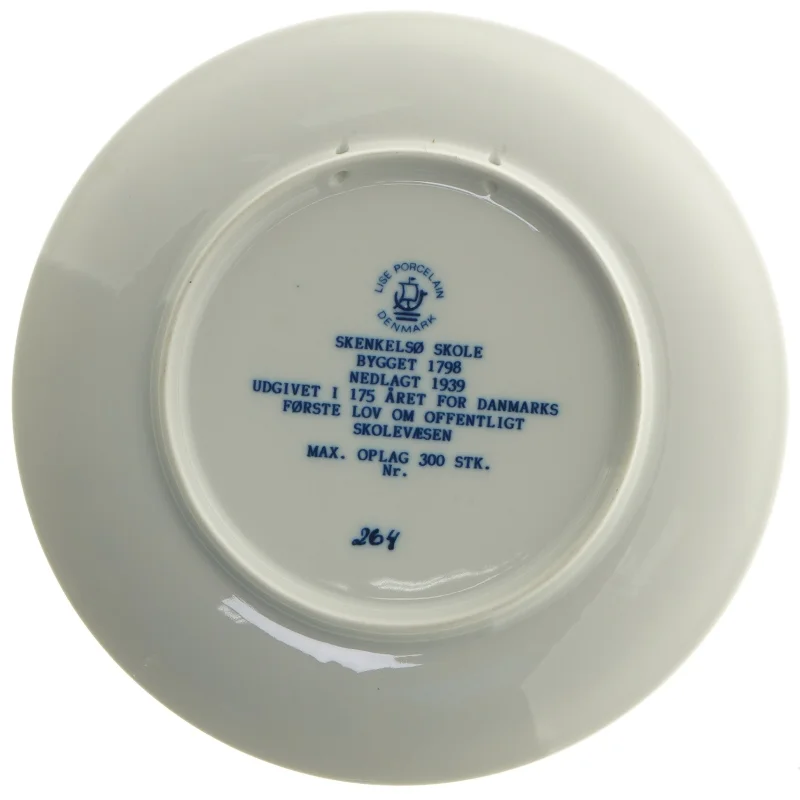 LISE PORCELAIN
DENMARK
SKENKELSØ SKOLE
BYGGET 1798
NEDLAGT 1939
UDGIVET I 175 ÅRET FOR DANMARKS
FØRSTE LOV OM OFFENTLIGT
SKOLEVÆSEN
MAX. OPLAG 300 STK.
Nr.
264